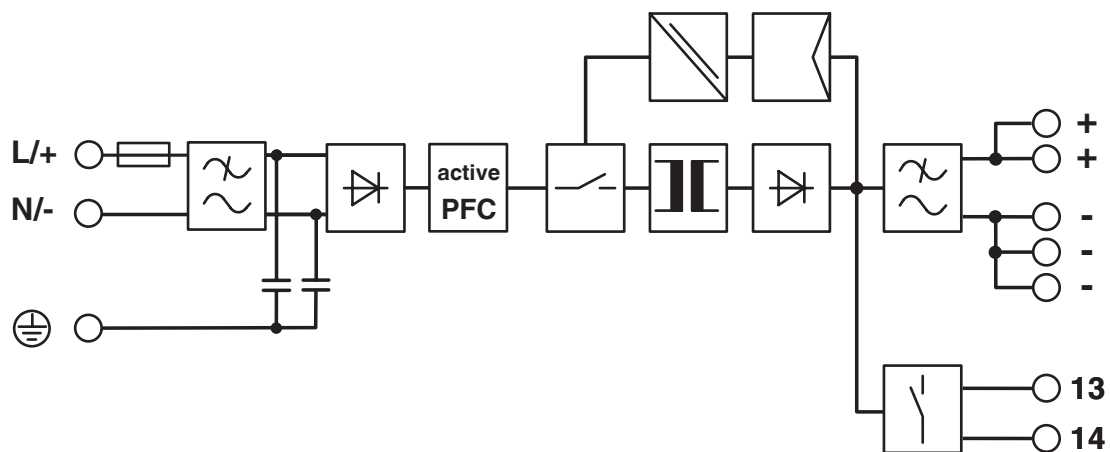 L/+
N/-
active
PFC
+
+
-
-
-
13
14